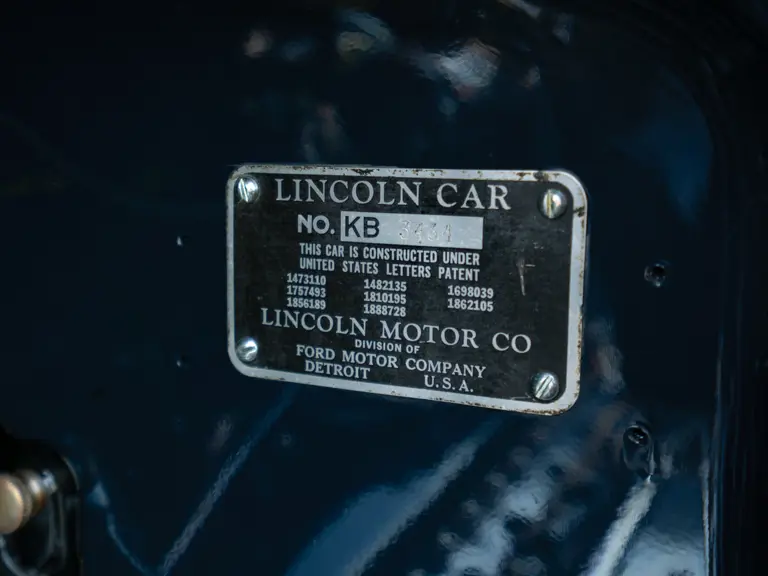 LINCOLN CAR
NO. KB
THIS CAR IS CONSTRUCTED UNDER
UNITED STATES LETTERS PATENT
1473110 1482135 1698039
1757493 1810195 1862105
1856189 1888728
LINCOLN MOTOR CO
DIVISION OF
FORD MOTOR COMPANY
DETROIT U.S.A.